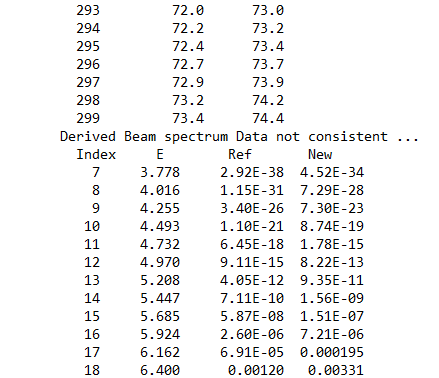 293 72.0 73.0
294 72.2 73.2
295 72.4 73.4
296 72.7 73.7
297 72.9 73.9
298 73.2 74.2
299 73.4 74.4
Derived Beam spectrum Data not consistent ...
Index E Ref New
7 3.778 2.92E-38 4.52E-34
8 4.016 1.15E-31 7.29E-28
9 4.255 3.40E-26 7.30E-23
10 4.493 1.10E-21 8.74E-19
11 4.732 6.45E-18 1.78E-15
12 4.970 9.11E-15 8.22E-13
13 5.208 4.05E-12 9.35E-11
14 5.447 7.11E-10 1.56E-09
15 5.685 5.87E-08 1.51E-07
16 5.924 2.60E-06 7.21E-06
17 6.162 6.91E-05 0.000195
18 6.400 0.00120 0.00331